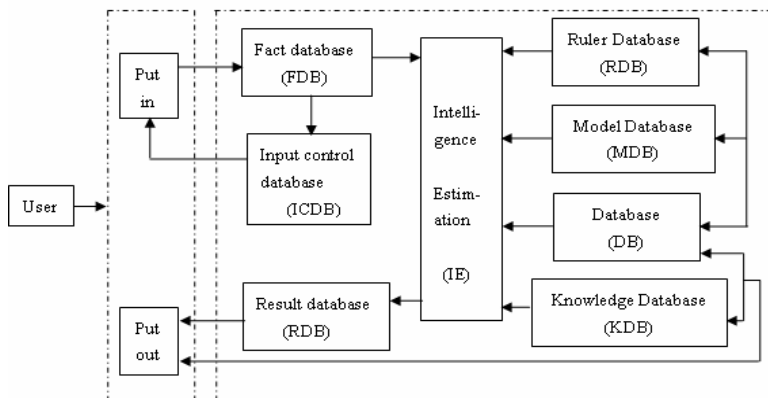 Put
in
Fact database
(FDB)
Input control
database
(ICDB)
Intelli-
gence
Estim-
ation
(IE)
Ruler Database
(RDB)
Model Database
(MDB)
Database
(DB)
Knowledge Database
(KDB)
User
Put
out
Result database
(RDB)